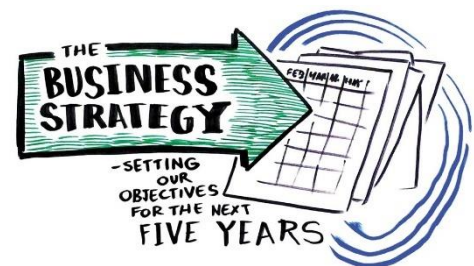 THE
BUSINESS
STRATEGY
-SETTING
OUR
OBJECTIVES
FOR THE NEXT
FIVE YEARS
FEB MAR